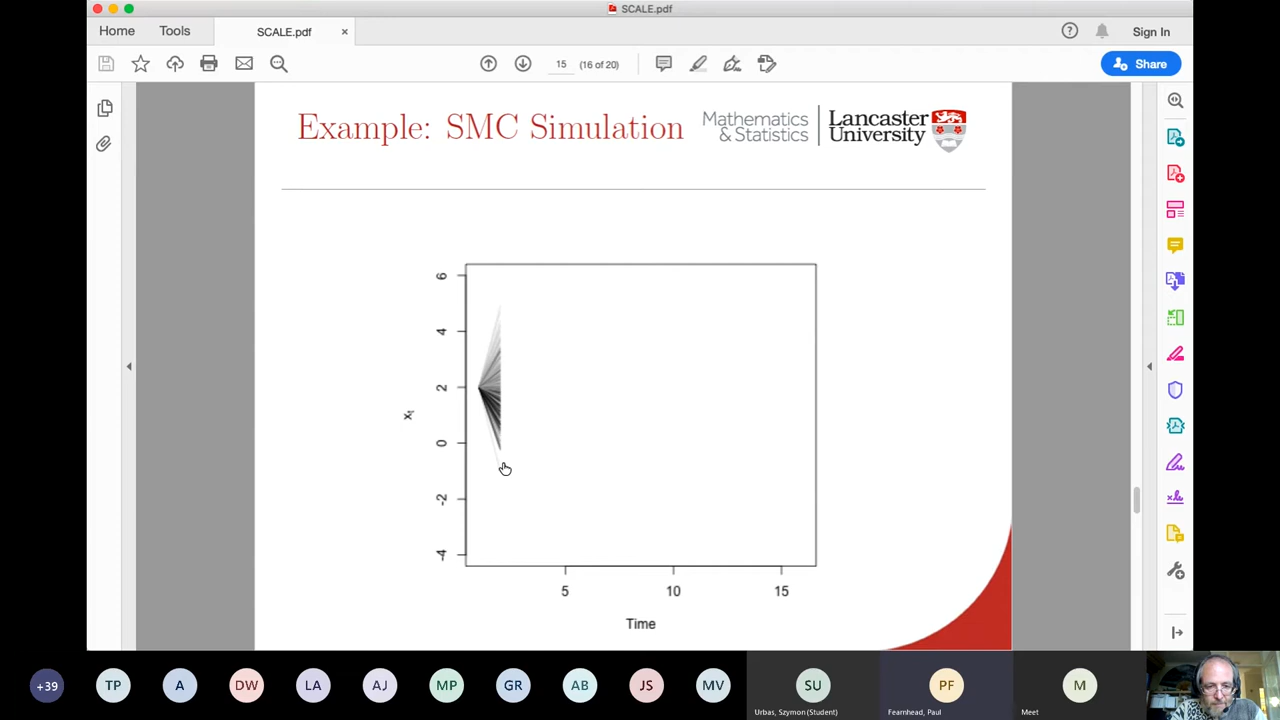 SCALE.pdf
Home
Tools
SCALE.pdf
×
Sign In
15
(16 of 20)
Share
Example: SMC Simulation
Mathematics
& Statistics
Lancaster
University
6
4
2
0
-2
-4
xt
5
10
15
Time
+39
TP
A
DW
LA
AJ
MP
GR
AB
JS
MV
SU
PF
M
Urbas, Szymon (Student)
Fearnhead, Paul
Meet